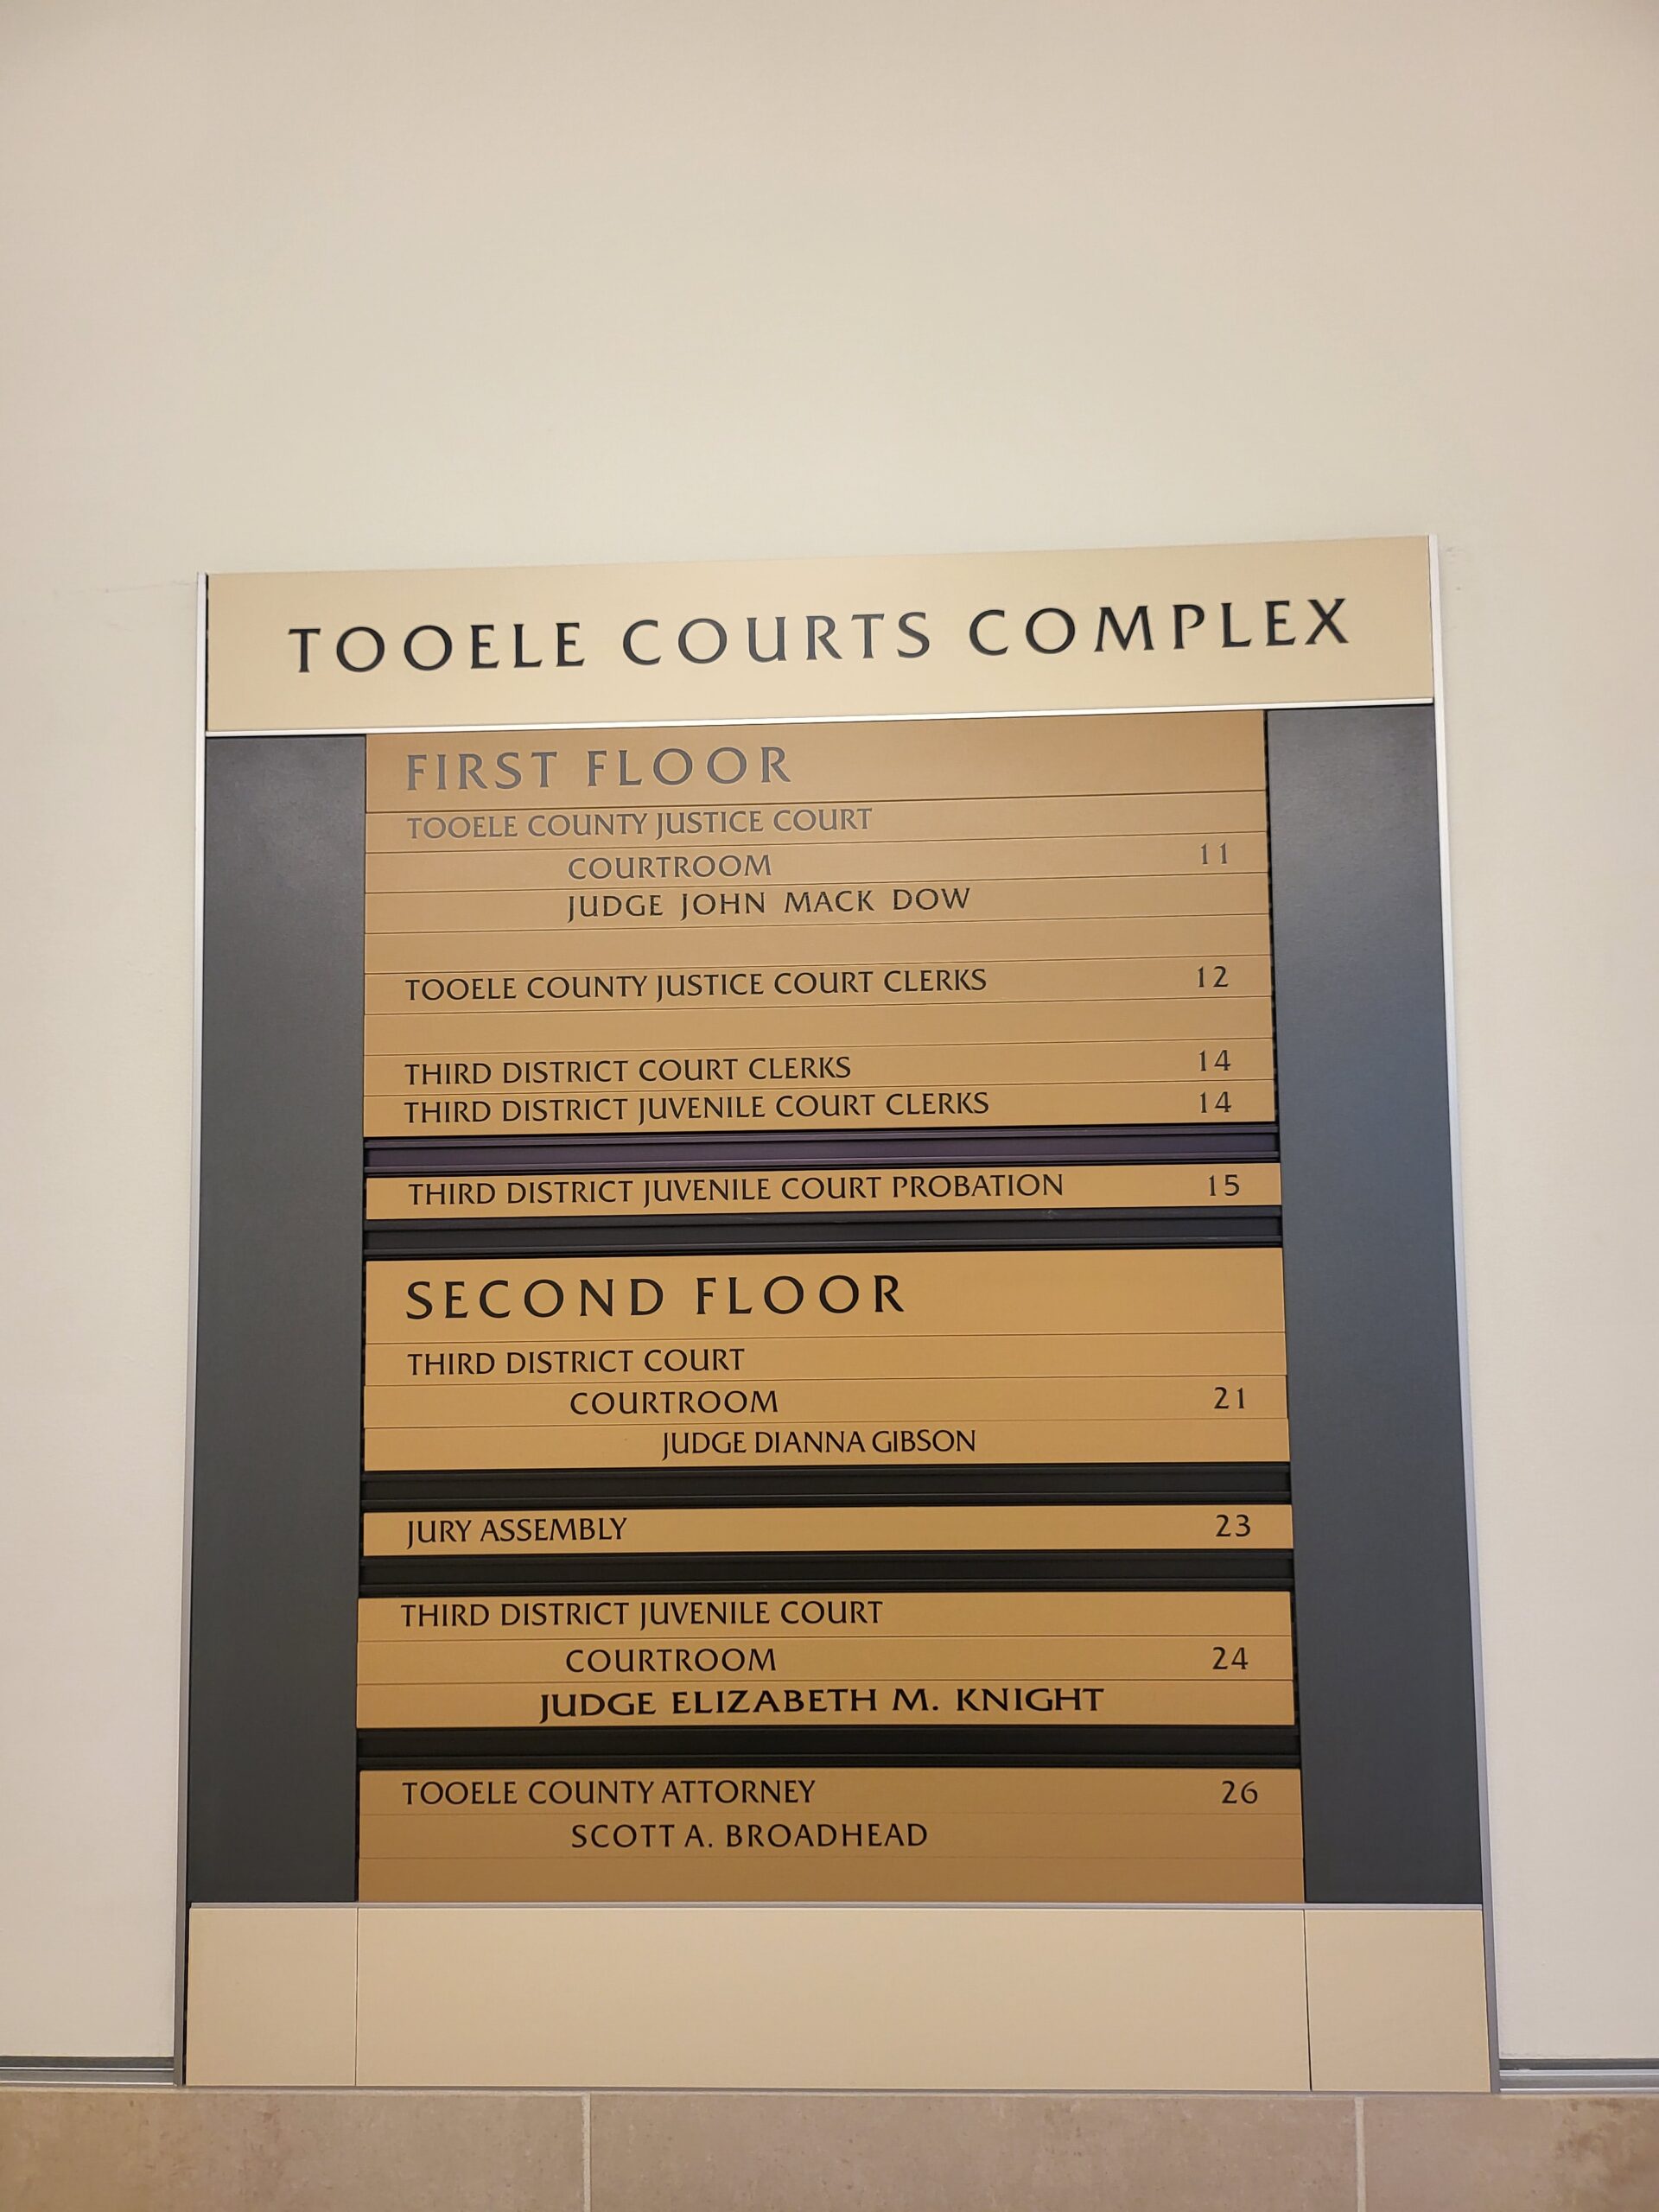 TOOELE COURTS COMPLEX
FIRST FLOOR
TOOELE COUNTY JUSTICE COURT
COURTROOM 11
JUDGE JOHN MACK DOW
TOOELE COUNTY JUSTICE COURT CLERKS 12
THIRD DISTRICT COURT CLERKS 14
THIRD DISTRICT JUVENILE COURT CLERKS 14
THIRD DISTRICT JUVENILE COURT PROBATION 15
SECOND FLOOR
THIRD DISTRICT COURT
COURTROOM 21
JUDGE DIANNA GIBSON
JURY ASSEMBLY 23
THIRD DISTRICT JUVENILE COURT
COURTROOM 24
JUDGE ELIZABETH M. KNIGHT
TOOELE COUNTY ATTORNEY 26
SCOTT A. BROADHEAD